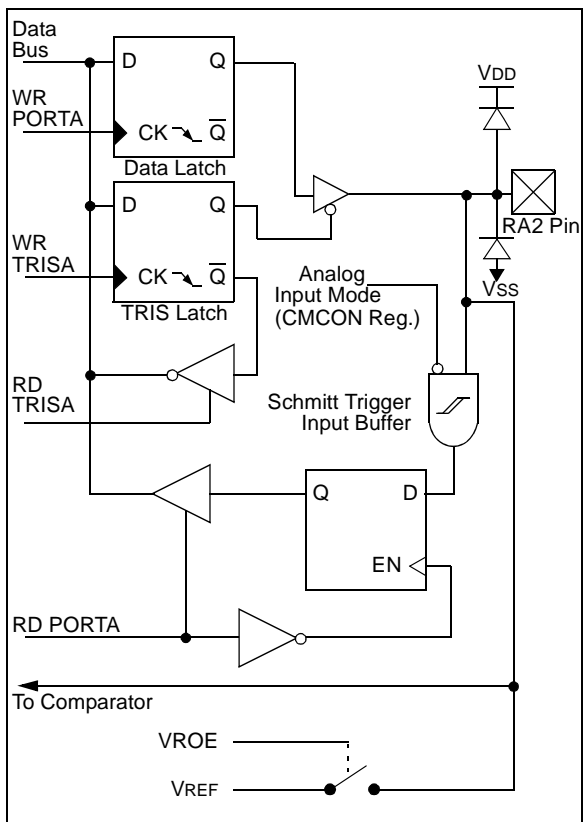 Data
Bus
D
Q
VDD
WR
PORTA
CK
Q
Data Latch
D
Q
RA2 Pin
WR
TRISA
CK
Q
VSS
TRIS Latch
Analog
Input Mode
(CMCON Reg.)
RD
TRISA
Schmitt Trigger
Input Buffer
Q
D
EN
RD PORTA
To Comparator
VROE
VREF